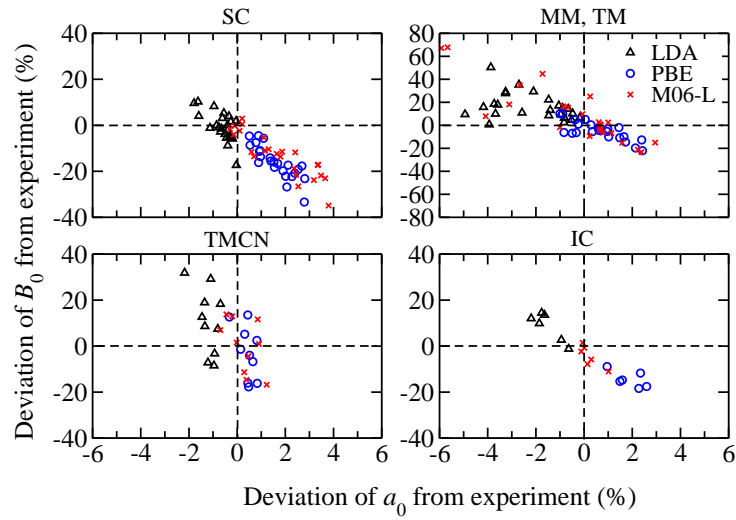 SC
MM, TM
40
20
0
-20
-40
80
60
40
20
0
-20
-40
-60
-80
LDA
PBE
M06-L
TMCN
IC
40
20
0
-20
-40
40
20
0
-20
-40
-6 -4 -2 0 2 4 6
-6 -4 -2 0 2 4 6
Deviation of B0 from experiment (%)
Deviation of a0 from experiment (%)